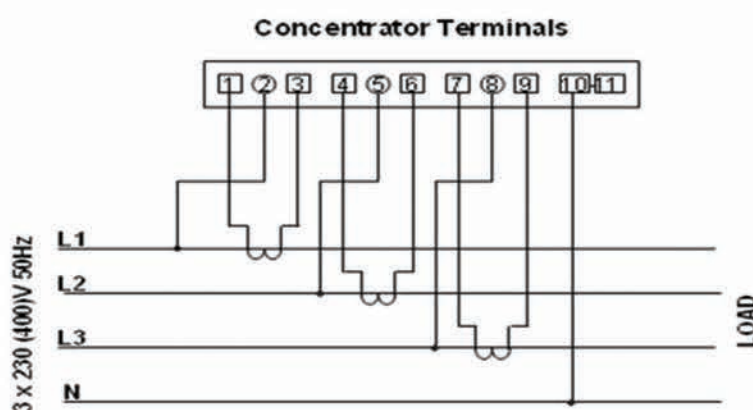 Concentrator Terminals
1 2 3 4 5 6 7 8 9 10 11
L1
L2
L3
N
3 x 230 (400)V 50Hz
LOAD